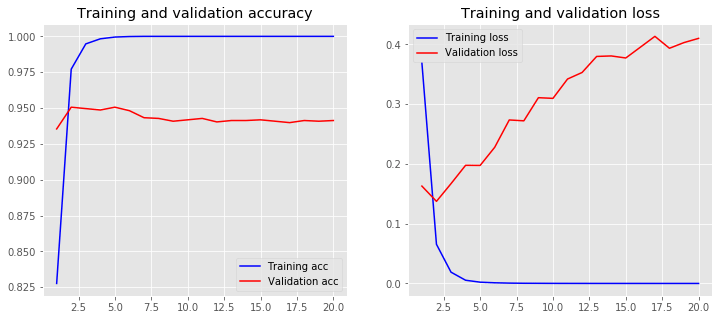 Training and validation accuracy
1.000
0.975
0.950
0.925
0.900
0.875
0.850
0.825
Training acc
Validation acc
2.5 5.0 7.5 10.0 12.5 15.0 17.5 20.0
Training and validation loss
Training loss
Validation loss
0.4
0.3
0.2
0.1
0.0
2.5 5.0 7.5 10.0 12.5 15.0 17.5 20.0